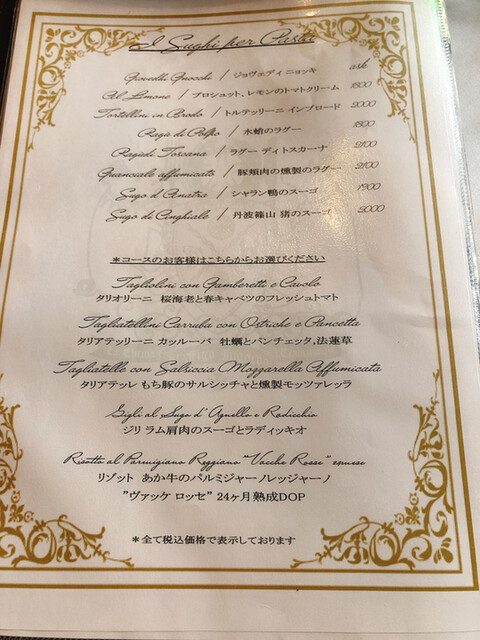 I Sughi per Pasta
Giovedhi Gnocchi / ジョヴェディ ニョッキ ask
Al Limone / プロシュット、レモンのトマトクリーム 1800
Tortellini in Brodo / トルテッリーニ インブロード 2000
Ragù di Polpo / 水蛸のラグー 1800
Ragùdi Toscana / ラグー ディトスカーナ 2100
Guanciale affumicato / 豚頬肉の燻製のラグー 2100
Sugo d'Anatra / シャラン鴨のスーゴ 1900
Sugo di Cinghiale / 丹波篠山 猪のスーゴ 2000
*コースのお客様はこちらからお選びください
Tagliolini con Gamberetti e Cavolo
タリオリーニ 桜海老と春キャベツのフレッシュトマト
Tagliatellini Carruba con Ostriche e Pancetta
タリアテッリーニ カッルーバ 牡蠣とパンチェッタ,法蓮草
Tagliatelle con Salsiccia Mozzarella Affumicata
タリアテッレ もち豚のサルシッチャと燻製モッツァレッラ
Gigli al Sugo d'Agnello e Radicchio
ジリ ラム肩肉のスーゴとラディッキオ
Risotto al Parmigiano Reggiano "Vacche Rosse"
リゾット あか牛のパルミジャーノレッジャーノ
"ヴァッケ ロッセ" 24ヶ月熟成DOP
*全て税込価格で表示しております